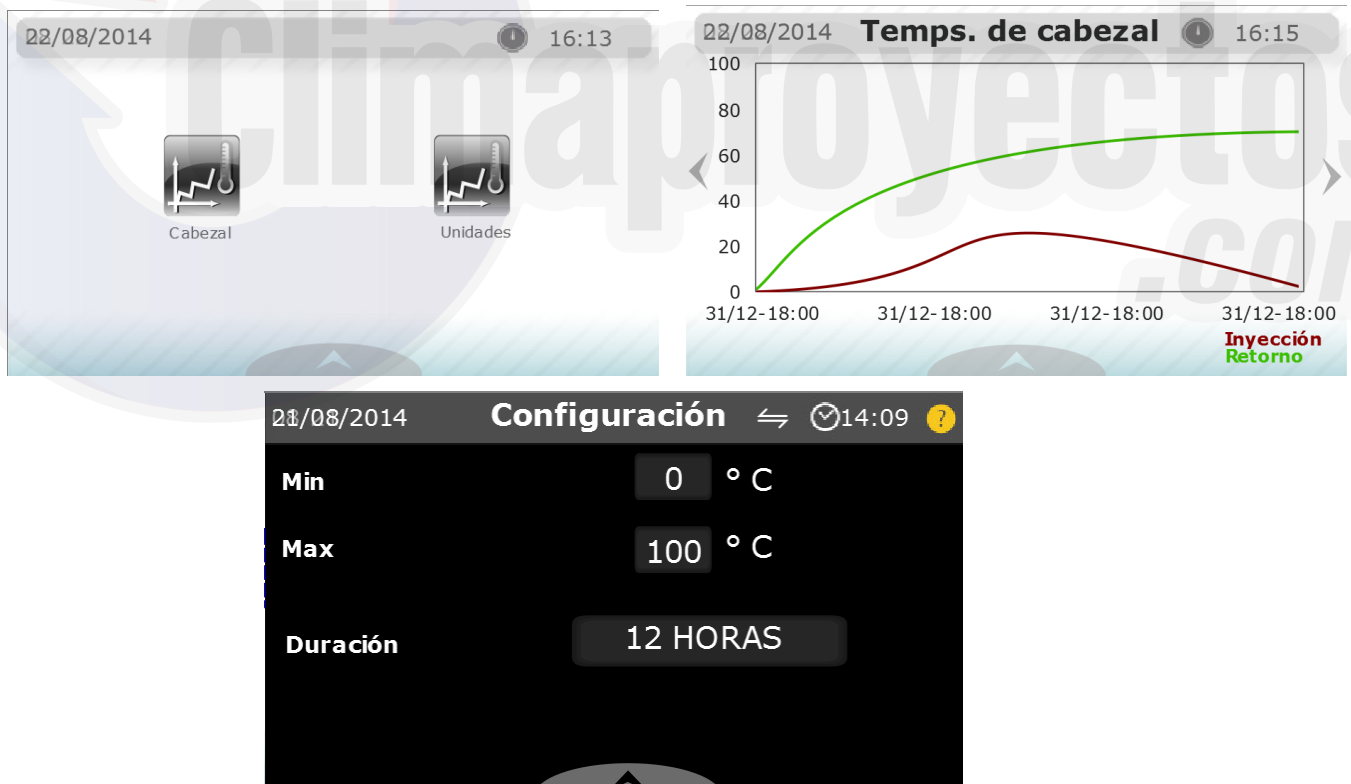 22/08/2014 16:13
Cabezal
Unidades
22/08/2014 Temps. de cabezal 16:15
100
80
60
40
20
0
31/12-18:00 31/12-18:00 31/12-18:00 31/12-18:00
Inyección
Retorno
Climaproyectos
.com
21/08/2014 Configuración 14:09 ?
Min 0 ° C
Max 100 ° C
Duración 12 HORAS